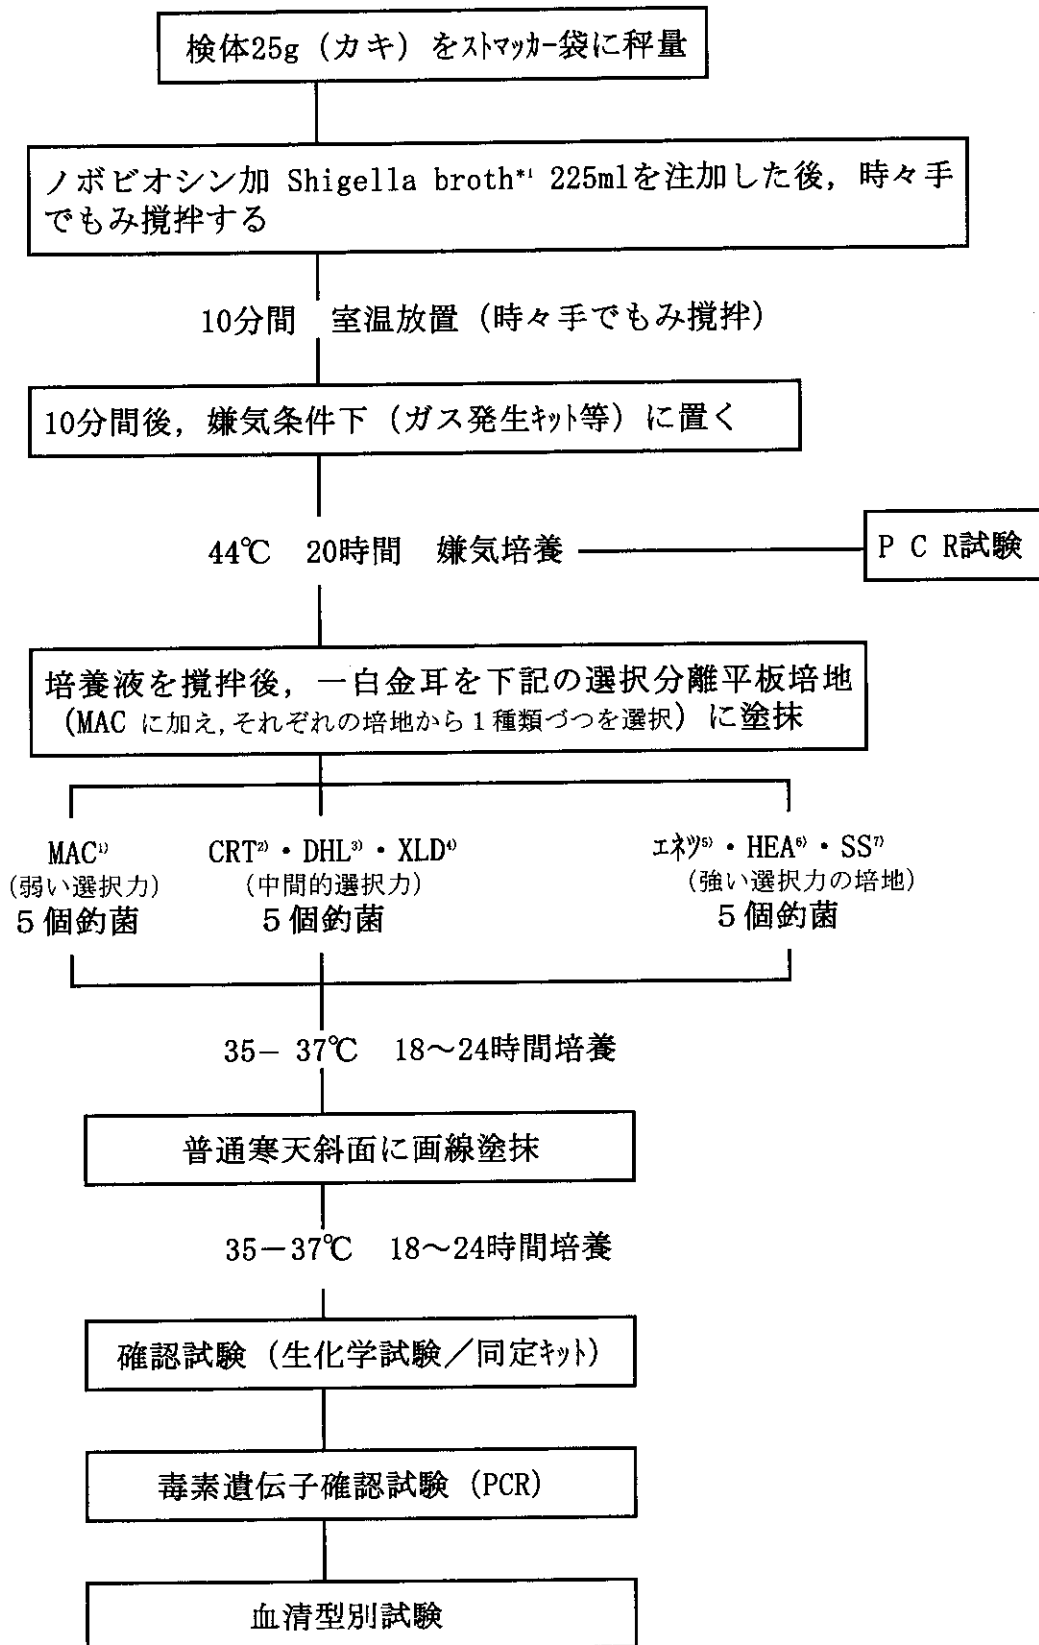 検体25g（カキ）をストマッカー袋に秤量
ノボビオシン加 Shigella broth*¹ 225mlを注加した後，時々手
でもみ撹拌する
10分間 室温放置（時々手でもみ撹拌）
10分間後，嫌気条件下（ガス発生キット等）に置く
44℃ 20時間 嫌気培養
ＰＣＲ試験
培養液を撹拌後，一白金耳を下記の選択分離平板培地
（MAC に加え，それぞれの培地から１種類づつを選択）に塗抹
MAC¹⁾
（弱い選択力）
５個釣菌
CRT²⁾・DHL³⁾・XLD⁴⁾
（中間的選択力）
５個釣菌
エネツ⁵⁾・HEA⁶⁾・SS⁷⁾
（強い選択力の培地）
５個釣菌
35－37℃ 18～24時間培養
普通寒天斜面に画線塗抹
35－37℃ 18～24時間培養
確認試験（生化学試験／同定キット）
毒素遺伝子確認試験（PCR）
血清型別試験